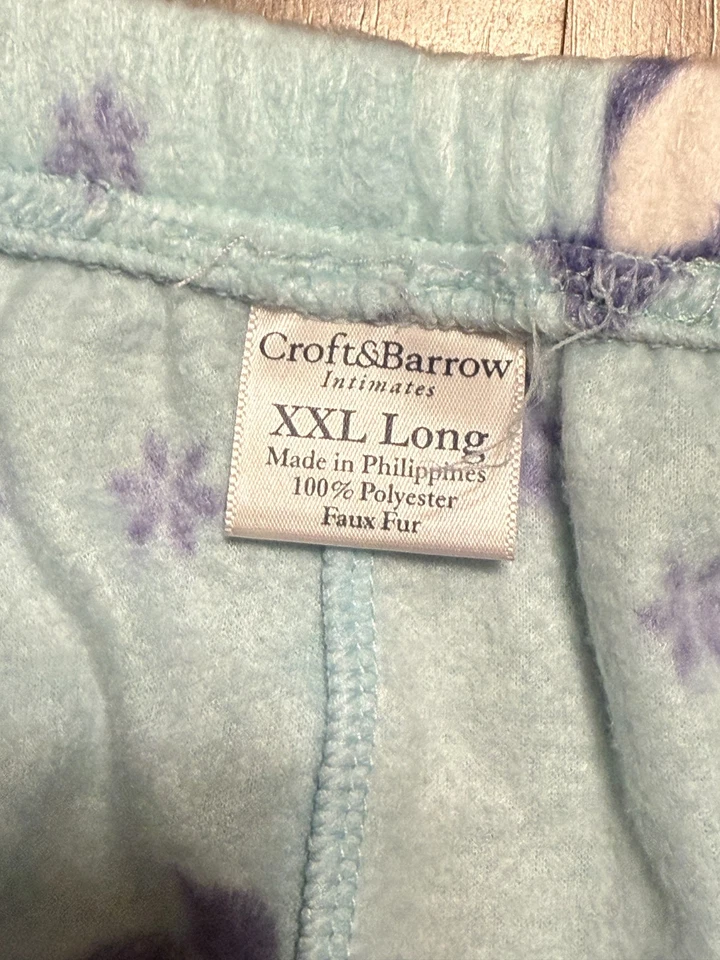 Croft&Barrow
Intimates
XXL Long
Made in Philippines
100% Polyester
Faux Fur